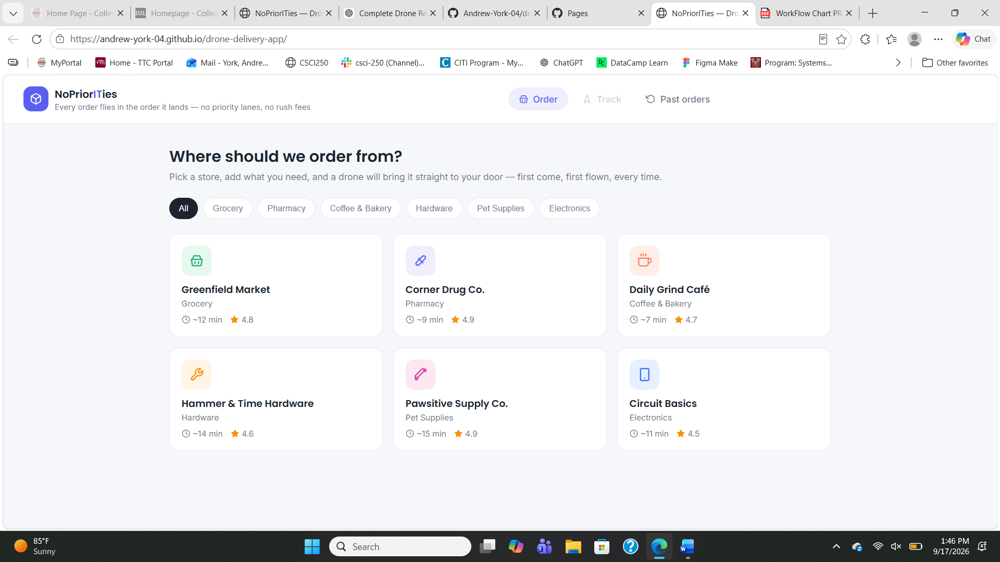 Home Page - Colleg
Homepage - Colleg
NoPriorITies — Dro
Complete Drone Re
Andrew-York-04/dr
Pages
NoPriorITies — Dro
WorkFlow Chart PR
https://andrew-york-04.github.io/drone-delivery-app/
Chat
MyPortal
Home - TTC Portal
Mail - York, Andre...
CSCI250
csci-250 (Channel)...
CITI Program - My...
ChatGPT
DataCamp Learn
Figma Make
Program: Systems...
Other favorites
NoPriorITies
Every order flies in the order it lands — no priority lanes, no rush fees
Order
Track
Past orders
Where should we order from?
Pick a store, add what you need, and a drone will bring it straight to your door — first come, first flown, every time.
All
Grocery
Pharmacy
Coffee & Bakery
Hardware
Pet Supplies
Electronics
Greenfield Market
Grocery
~12 min 4.8
Corner Drug Co.
Pharmacy
~9 min 4.9
Daily Grind Café
Coffee & Bakery
~7 min 4.7
Hammer & Time Hardware
Hardware
~14 min 4.6
Pawsitive Supply Co.
Pet Supplies
~15 min 4.9
Circuit Basics
Electronics
~11 min 4.5
85°F
Sunny
Search
1:46 PM
9/17/2026